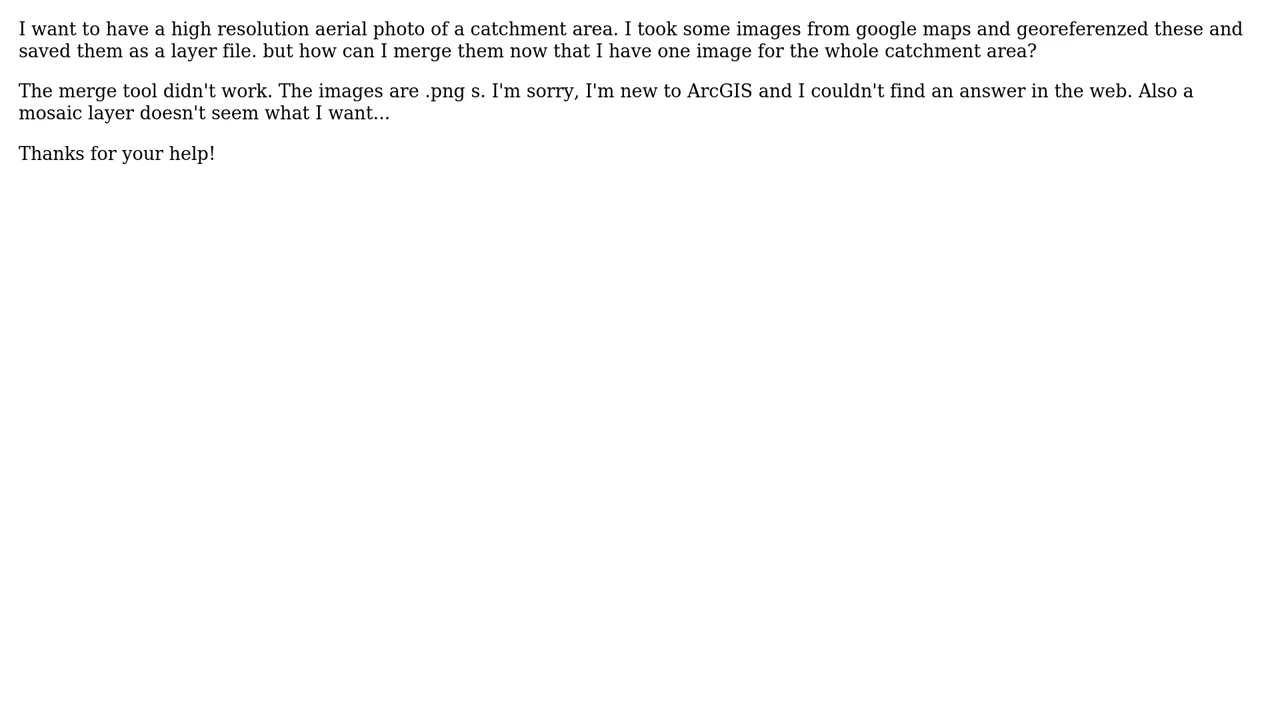 I want to have a high resolution aerial photo of a catchment area. I took some images from google maps and georeferenzed these and
saved them as a layer file. but how can I merge them now that I have one image for the whole catchment area?
The merge tool didn't work. The images are .png s. I'm sorry, I'm new to ArcGIS and I couldn't find an answer in the web. Also a
mosaic layer doesn't seem what I want...
Thanks for your help!